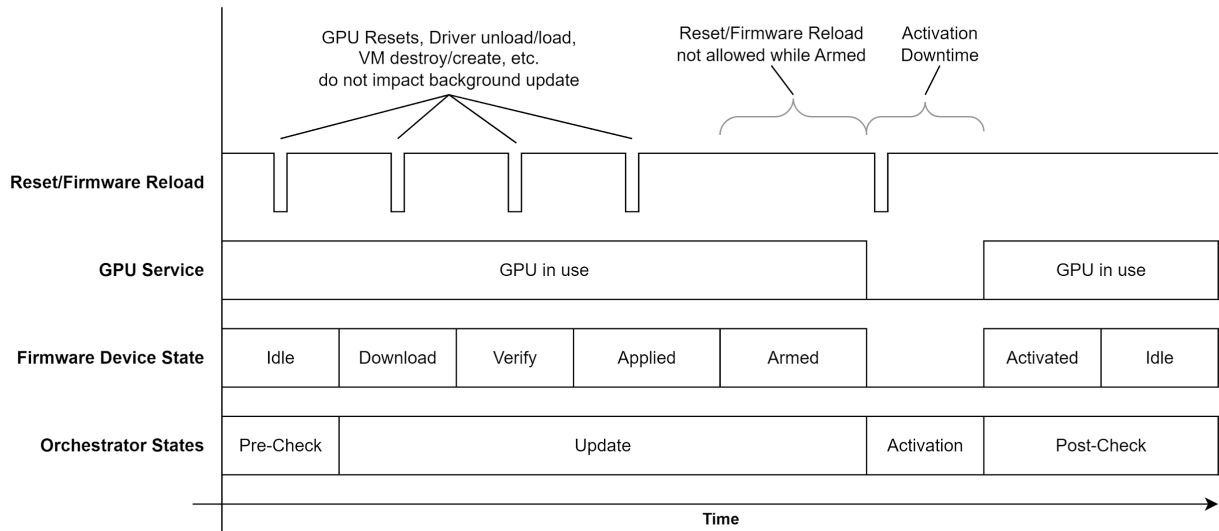 GPU Resets, Driver unload/load,
VM destroy/create, etc.
do not impact background update
Reset/Firmware Reload
not allowed while Armed
Activation
Downtime
Reset/Firmware Reload
GPU Service
GPU in use
GPU in use
Firmware Device State
Idle
Download
Verify
Applied
Armed
Activated
Idle
Orchestrator States
Pre-Check
Update
Activation
Post-Check
Time